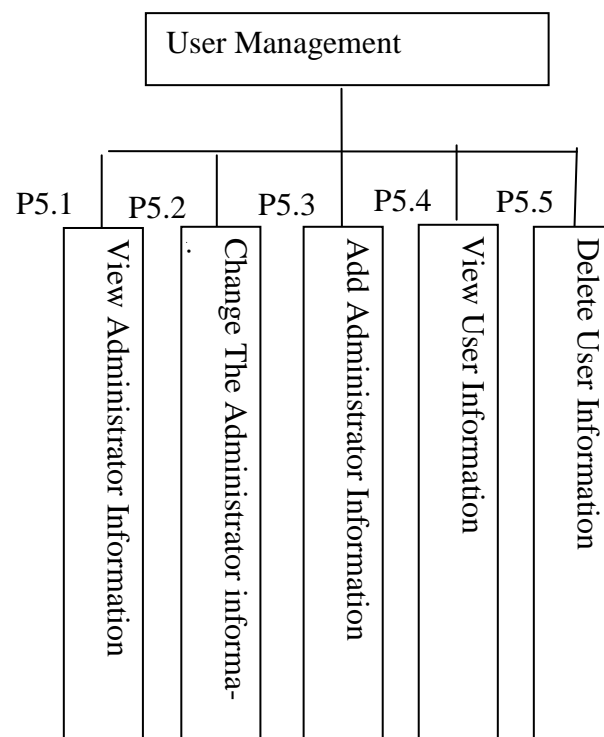 User Management
P5.1
P5.2
P5.3
P5.4
P5.5
View Administrator Information
Change The Administrator informa-
.
Add Administrator Information
View User Information
Delete User Information